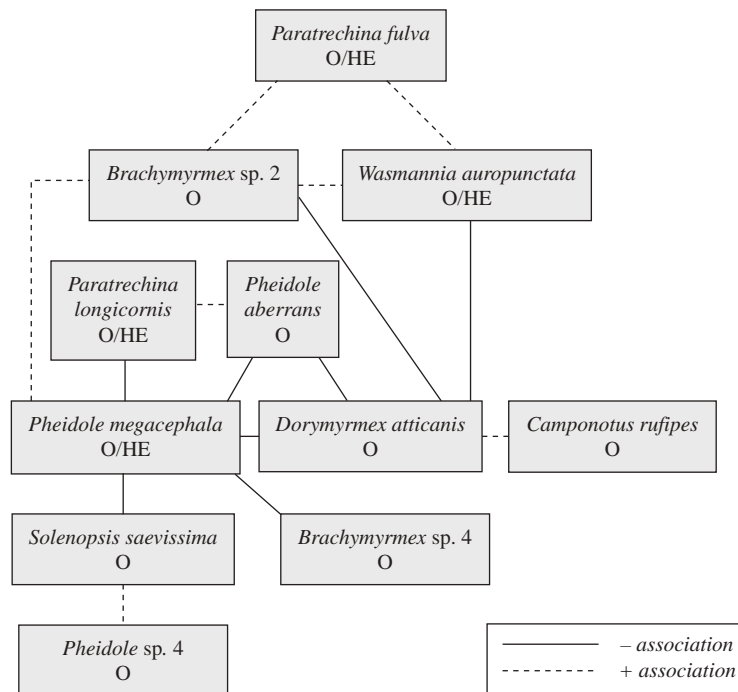 Paratrechina fulva
O/HE
Brachymyrmex sp. 2
O
Wasmannia auropunctata
O/HE
Paratrechina
longicornis
O/HE
Pheidole
aberrans
O
Pheidole megacephala
O/HE
Dorymyrmex atticanis
O
Camponotus rufipes
O
Solenopsis saevissima
O
Brachymyrmex sp. 4
O
Pheidole sp. 4
O
– association
+ association